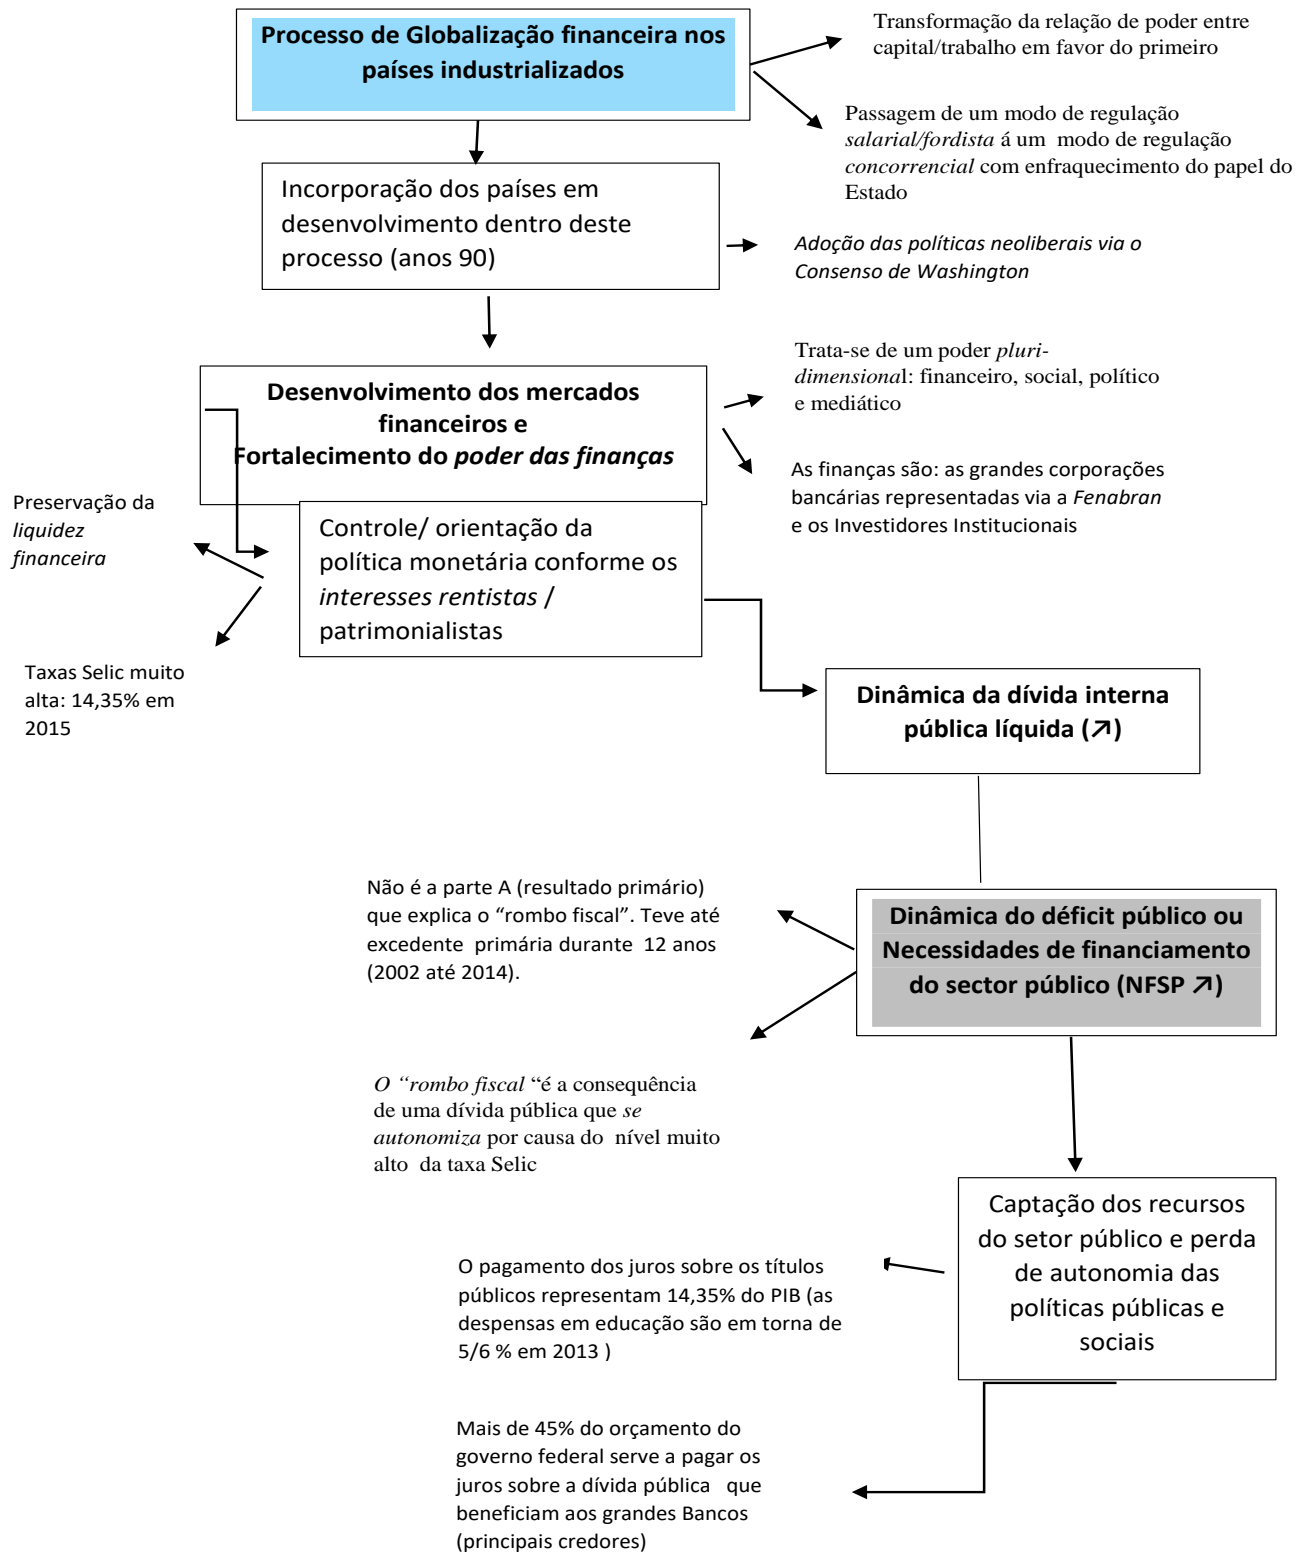 Processo de Globalização financeira nos
países industrializados
Transformação da relação de poder entre
capital/trabalho em favor do primeiro
Passagem de um modo de regulação
salarial/fordista á um modo de regulação
concorrencial com enfraquecimento do papel do
Estado
Incorporação dos países em
desenvolvimento dentro deste
processo (anos 90)
Adoção das políticas neoliberais via o
Consenso de Washington
Desenvolvimento dos mercados
financeiros e
Fortalecimento do poder das finanças
Trata-se de um poder pluri-
dimensional: financeiro, social, político
e mediático
As finanças são: as grandes corporações
bancárias representadas via a Fenabran
e os Investidores Institucionais
Preservação da
liquidez
financeira
Controle/ orientação da
política monetária conforme os
interesses rentistas /
patrimonialistas
Taxas Selic muito
alta: 14,35% em
2015
Dinâmica da dívida interna
pública líquida (↗)
Não é a parte A (resultado primário)
que explica o “rombo fiscal”. Teve até
excedente primária durante 12 anos
(2002 até 2014).
Dinâmica do déficit público ou
Necessidades de financiamento
do sector público (NFSP ↗)
O “rombo fiscal “é a consequência
de uma dívida pública que se
autonomiza por causa do nível muito
alto da taxa Selic
Captação dos recursos
do setor público e perda
de autonomia das
políticas públicas e
sociais
O pagamento dos juros sobre os títulos
públicos representam 14,35% do PIB (as
despensas em educação são em torna de
5/6 % em 2013 )
Mais de 45% do orçamento do
governo federal serve a pagar os
juros sobre a dívida pública que
beneficiam aos grandes Bancos
(principais credores)